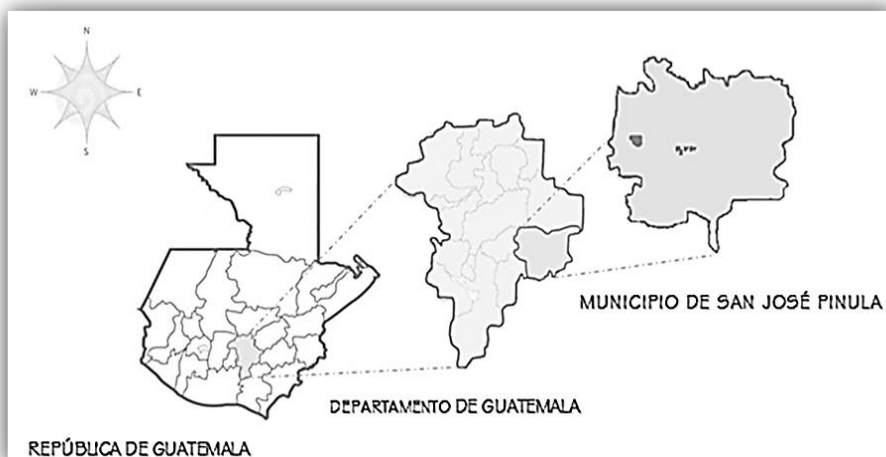 N
W E
S
MUNICIPIO DE SAN JOSÉ PINULA
DEPARTAMENTO DE GUATEMALA
REPÚBLICA DE GUATEMALA